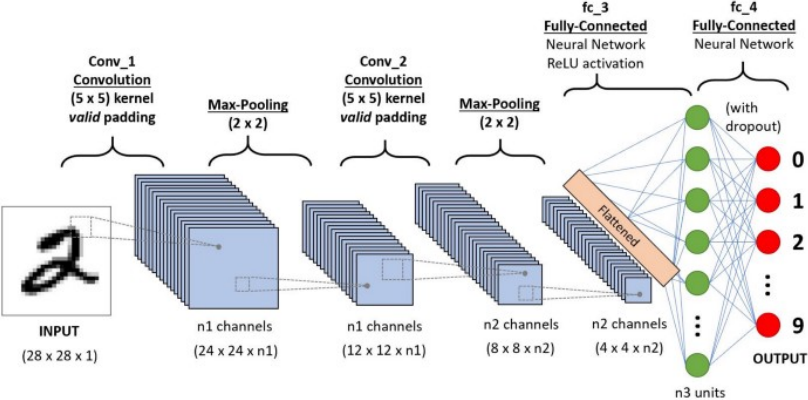 Conv_1
Convolution
(5 x 5) kernel
valid padding
Max-Pooling
(2 x 2)
Conv_2
Convolution
(5 x 5) kernel
valid padding
Max-Pooling
(2 x 2)
fc_3
Fully-Connected
Neural Network
ReLU activation
fc_4
Fully-Connected
Neural Network
(with
dropout)
INPUT
(28 x 28 x 1)
n1 channels
(24 x 24 x n1)
n1 channels
(12 x 12 x n1)
n2 channels
(8 x 8 x n2)
n2 channels
(4 x 4 x n2)
Flattened
n3 units
0
1
2
9
OUTPUT
2